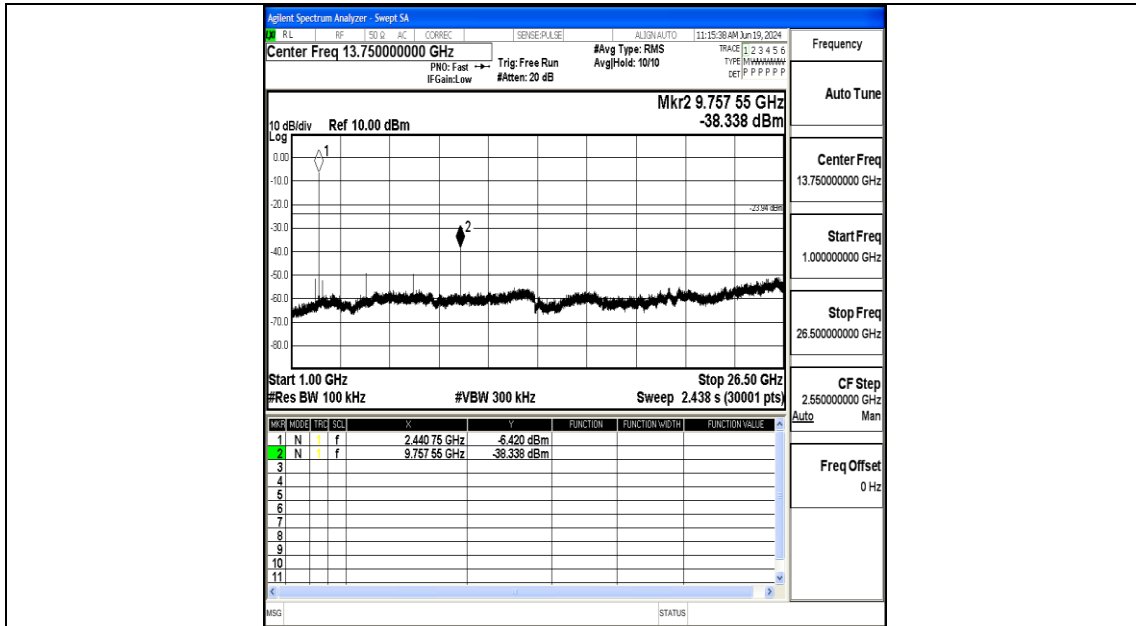 Agilent Spectrum Analyzer - Swept SA
RL RF 50 Ω AC CORREC SENSE:PULSE ALIGN AUTO 11:15:38 AM Jun 19, 2024
Center Freq 13.750000000 GHz
PNO: Fast
IFGain:Low
Trig: Free Run
#Atten: 20 dB
#Avg Type: RMS
Avg|Hold: 10/10
TRACE 1 2 3 4 5 6
TYPE M W W W W W
DET P P P P P P
Mkr2 9.757 55 GHz
-38.338 dBm
10 dB/div Ref 10.00 dBm
Log
0.00
-10.0
-20.0
-30.0
-40.0
-50.0
-60.0
-70.0
-80.0
1
2
-23.94 dBm
Start 1.00 GHz Stop 26.50 GHz
#Res BW 100 kHz #VBW 300 kHz Sweep 2.438 s (30001 pts)
MKR MODE TRC SCL X Y FUNCTION FUNCTION WIDTH FUNCTION VALUE
1 N 1 f 2.440 75 GHz -6.420 dBm
2 N 1 f 9.757 55 GHz -38.338 dBm
3
4
5
6
7
8
9
10
11
MSG STATUS
Frequency
Auto Tune
Center Freq
13.750000000 GHz
Start Freq
1.000000000 GHz
Stop Freq
26.500000000 GHz
CF Step
2.550000000 GHz
Auto Man
Freq Offset
0 Hz